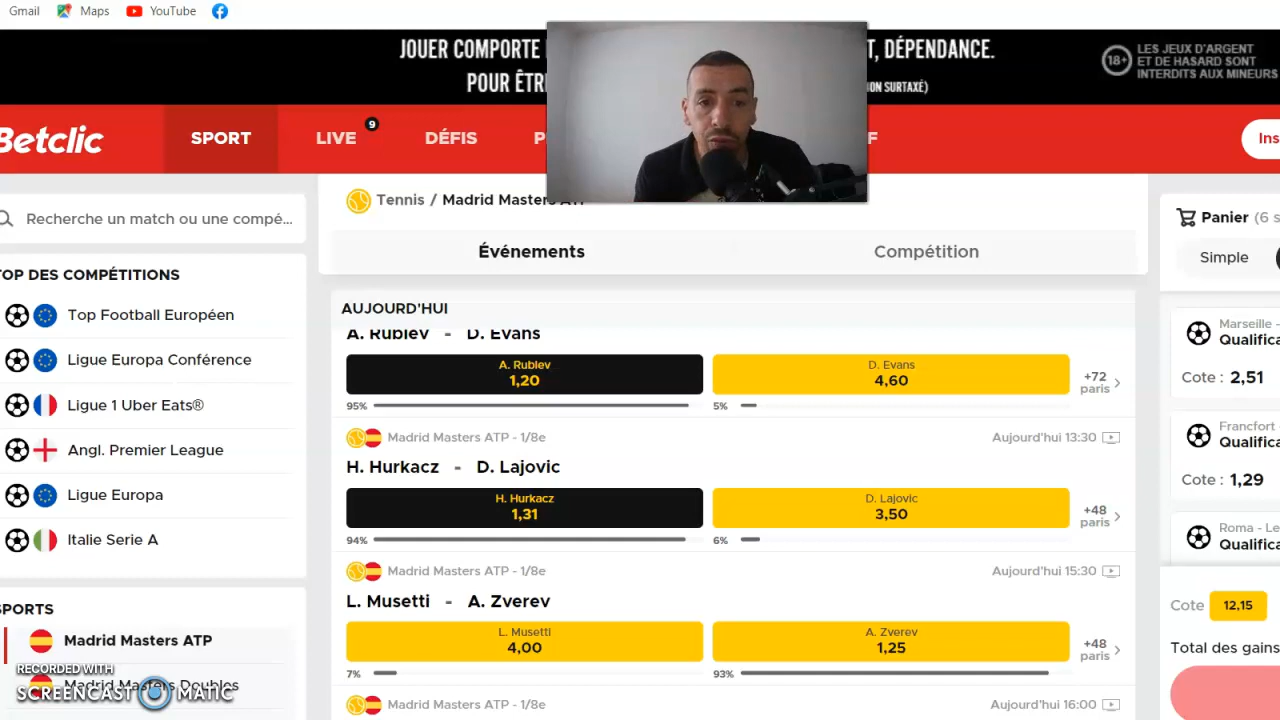 Gmail
Maps
YouTube
JOUER COMPORTE
T, DÉPENDANCE.
LES JEUX D'ARGENT
18+
ET DE HASARD SONT
POUR ÊTR
ON SURTAXÉ)
INTERDITS AUX MINEURS
Betclic
SPORT
LIVE
9
DÉFIS
P
F
Ins
Recherche un match ou une compé...
Tennis / Madrid Masters ATP
Panier (6 s
Événements
Compétition
Simple
TOP DES COMPÉTITIONS
Top Football Européen
Ligue Europa Conférence
Ligue 1 Uber Eats®
Angl. Premier League
Ligue Europa
Italie Serie A
SPORTS
Madrid Masters ATP
Madrid Masters Doubles
RECORDED WITH
SCREENCAST MATIC
AUJOURD'HUI
A. Rublev - D. Evans
A. Rublev
1,20
D. Evans
4,60
+72
paris
95%
5%
Madrid Masters ATP - 1/8e
Aujourd'hui 13:30
H. Hurkacz - D. Lajovic
H. Hurkacz
1,31
D. Lajovic
3,50
+48
paris
94%
6%
Madrid Masters ATP - 1/8e
Aujourd'hui 15:30
L. Musetti - A. Zverev
L. Musetti
4,00
A. Zverev
1,25
+48
paris
7%
93%
Madrid Masters ATP - 1/8e
Aujourd'hui 16:00
Marseille -
Qualifica
Cote : 2,51
Francfort -
Qualifica
Cote : 1,29
Roma - Le
Qualifica
Cote 12,15
Total des gains